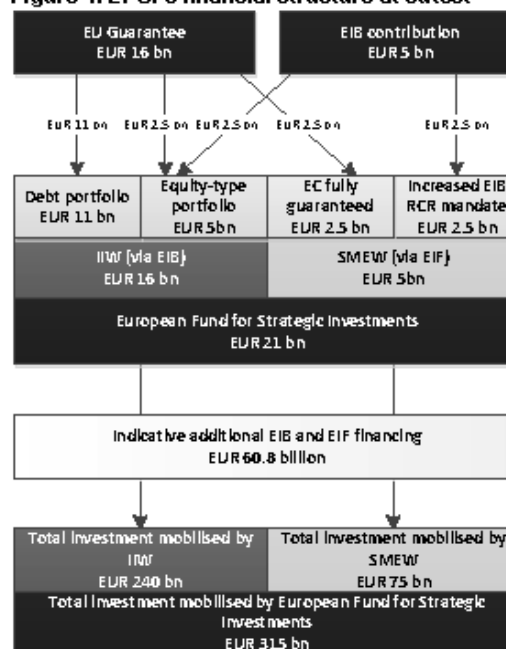 Figure 1. EFSI's financial structure at outset
EU Guarantee
EUR 16 bn
EIB contribution
EUR 5 bn
EUR 11 bn
EUR 2.5 bn
EUR 2.5 bn
EUR 2.5 bn
EUR 2.5 bn
Debt portfolio
EUR 11 bn
Equity-type
portfolio
EUR 5bn
EC fully
guaranteed
EUR 2.5 bn
Increased EIB
RCR mandate
EUR 2.5 bn
IIW (via EIB)
EUR 16 bn
SMEW (via EIF)
EUR 5bn
European Fund for Strategic Investments
EUR 21 bn
Indicative additional EIB and EIF financing
EUR 60.8 billion
Total investment mobilised by
IIW
EUR 240 bn
Total investment mobilised by
SMEW
EUR 75 bn
Total investment mobilised by European Fund for Strategic
Investments
EUR 315 bn